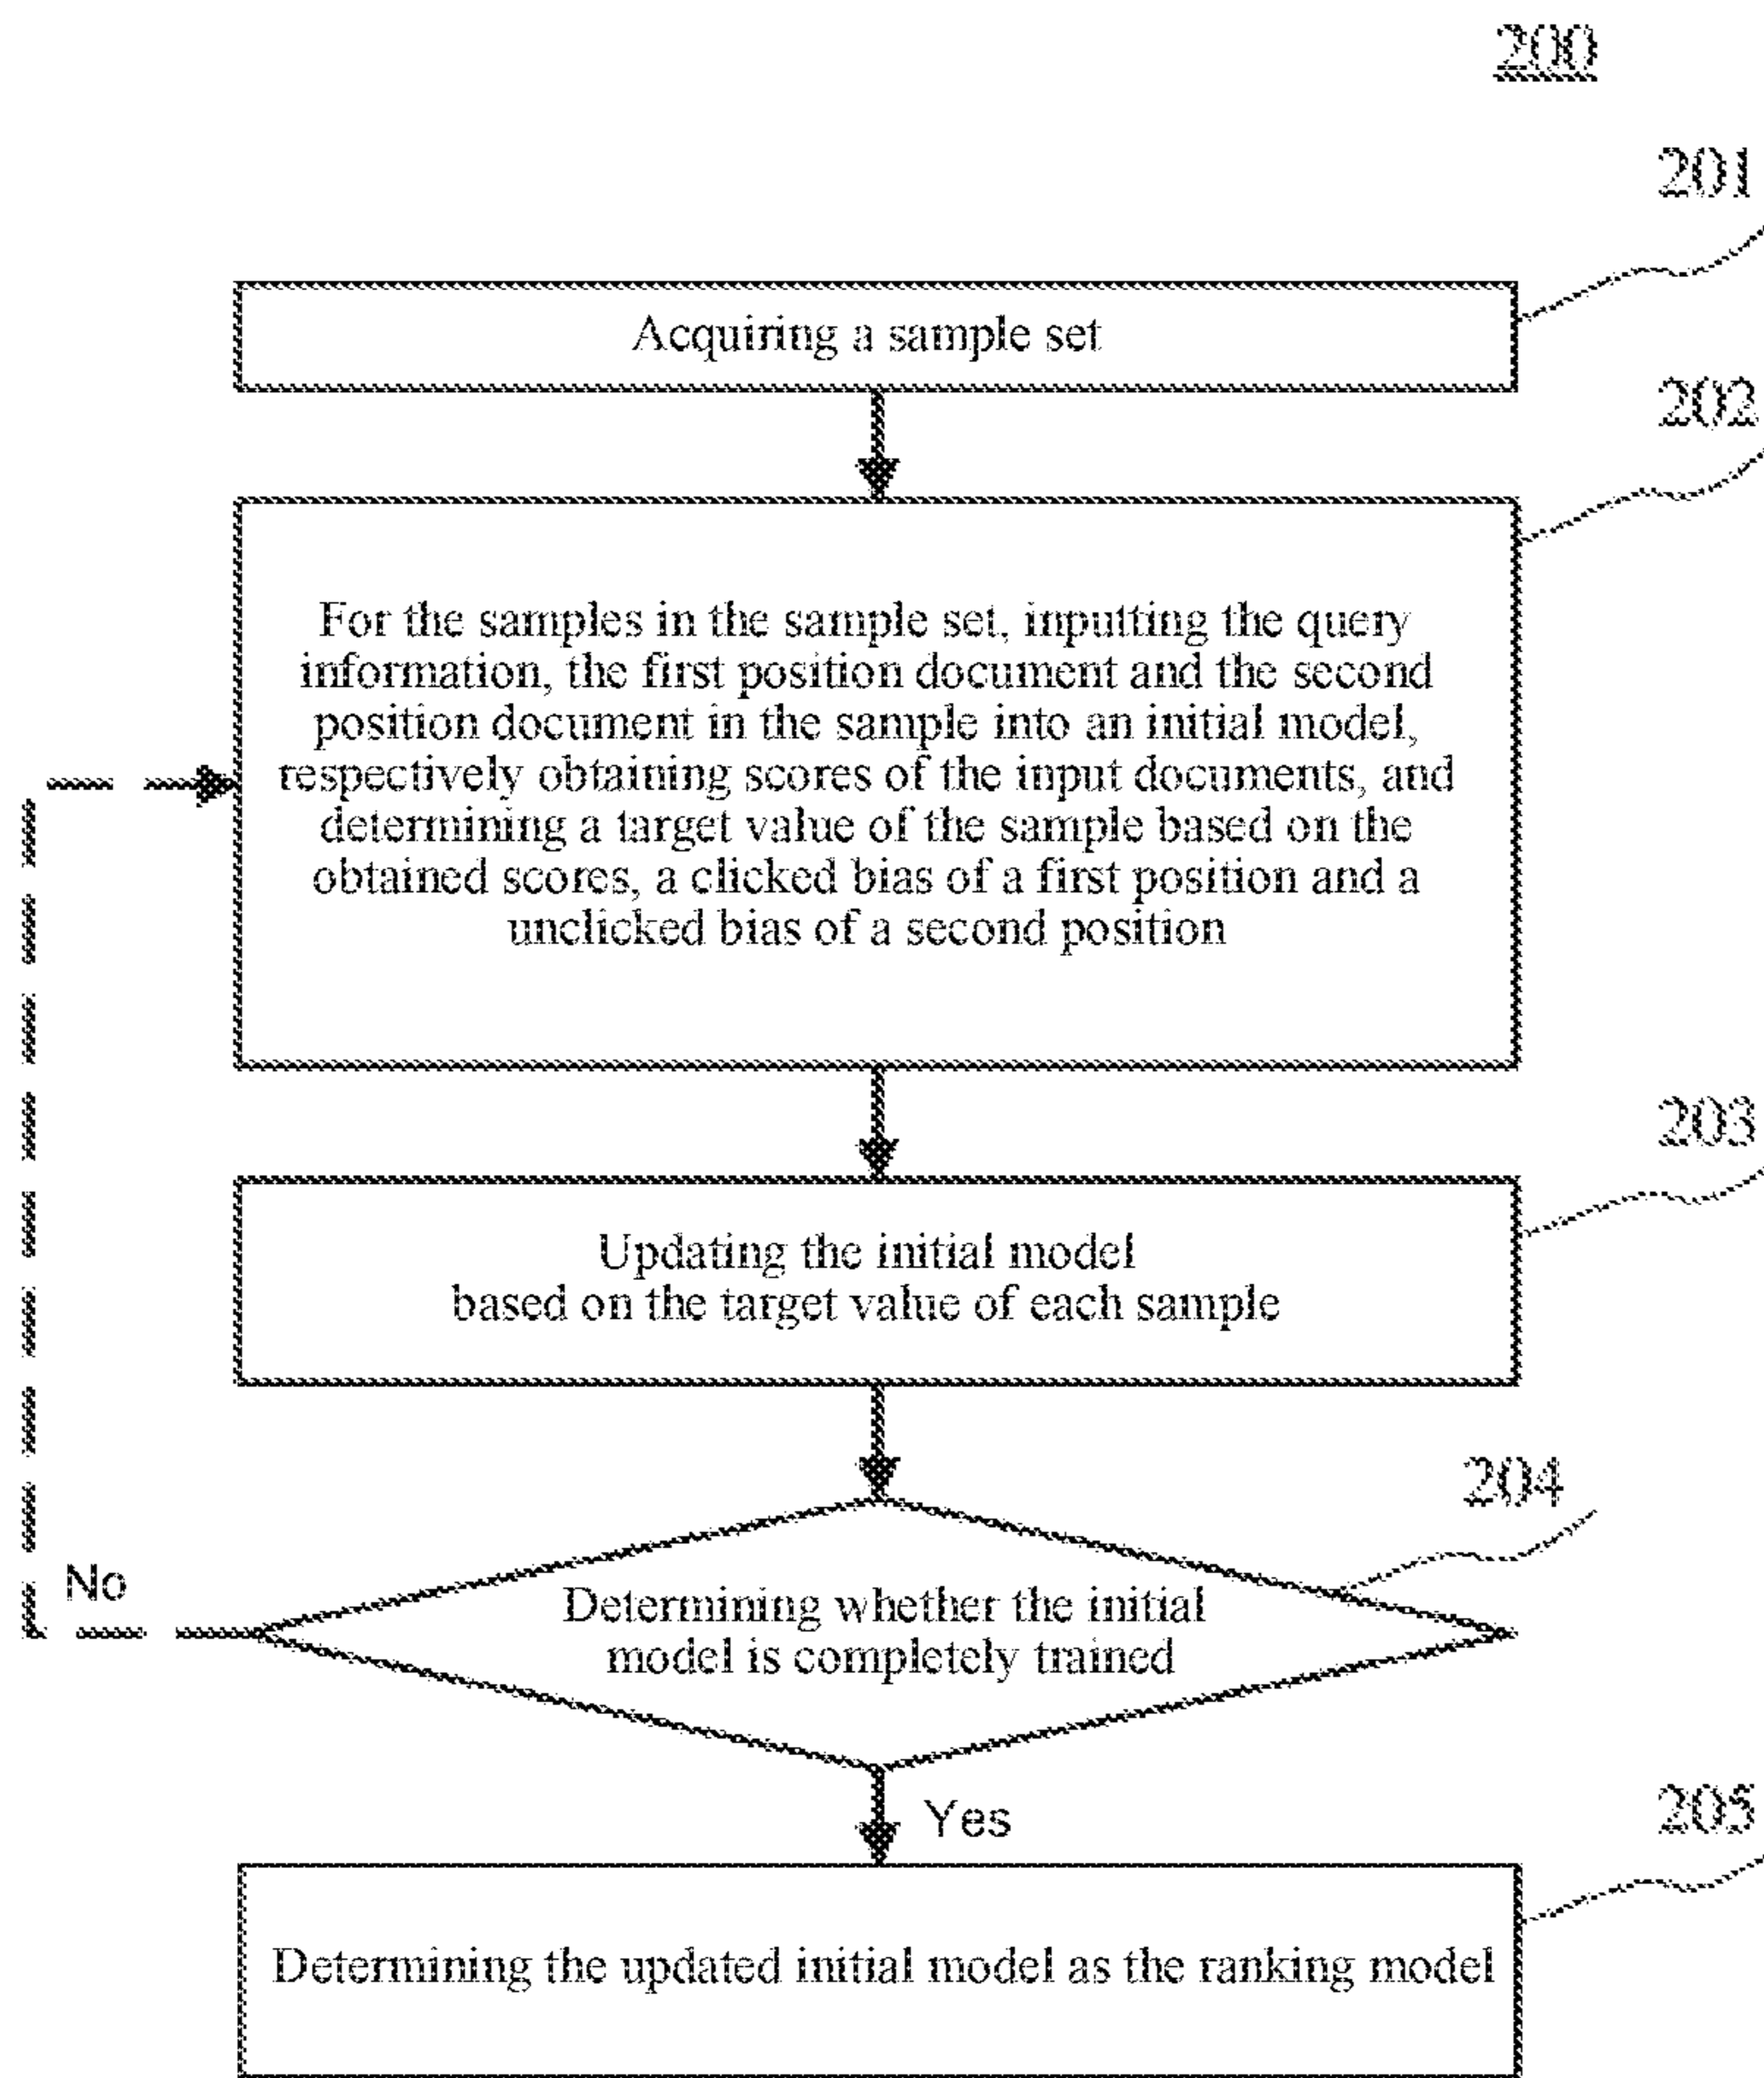 200
201
Acquiring a sample set
202
For the samples in the sample set, inputting the query
information, the first position document and the second
position document in the sample into an initial model,
respectively obtaining scores of the input documents, and
determining a target value of the sample based on the
obtained scores, a clicked bias of a first position and a
unclicked bias of a second position
203
Updating the initial model
based on the target value of each sample
204
No
Determining whether the initial
model is completely trained
Yes
205
Determining the updated initial model as the ranking model